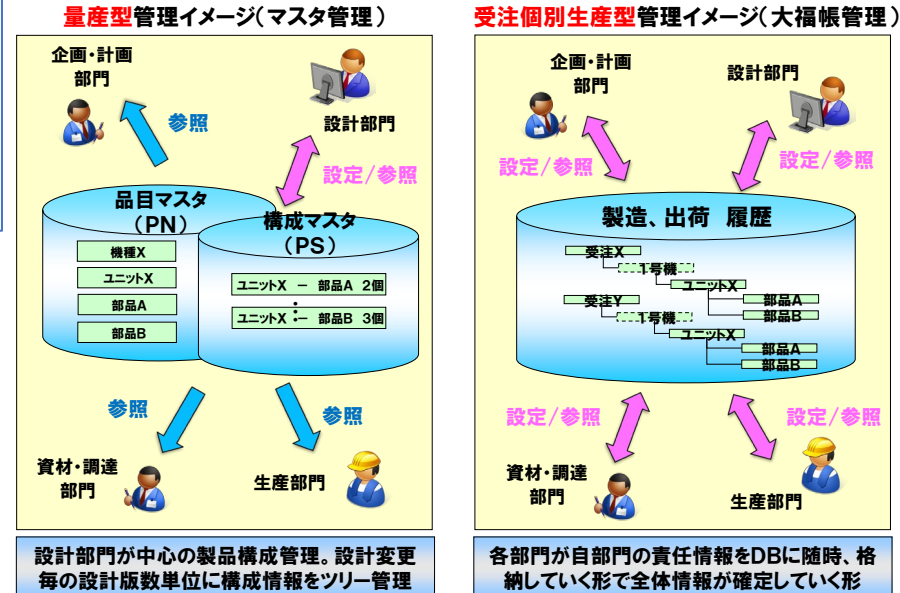 量産型管理イメージ(マスタ管理)
企画・計画
部門
参照
設計部門
設定/参照
品目マスタ
(PN)
構成マスタ
(PS)
機種X
ユニットX
部品A
部品B
ユニットX － 部品A 2個
：
ユニットX － 部品B 3個
参照
参照
資材・調達
部門
生産部門
設計部門が中心の製品構成管理。設計変更
毎の設計版数単位に構成情報をツリー管理
受注個別生産型管理イメージ(大福帳管理)
企画・計画
部門
設計部門
設定/参照
設定/参照
製造、出荷 履歴
受注X
1号機
ユニットX
部品A
部品B
受注Y
1号機
ユニットX
部品A
部品B
設定/参照
設定/参照
資材・調達
部門
生産部門
各部門が自部門の責任情報をDBに随時、格
納していく形で全体情報が確定していく形